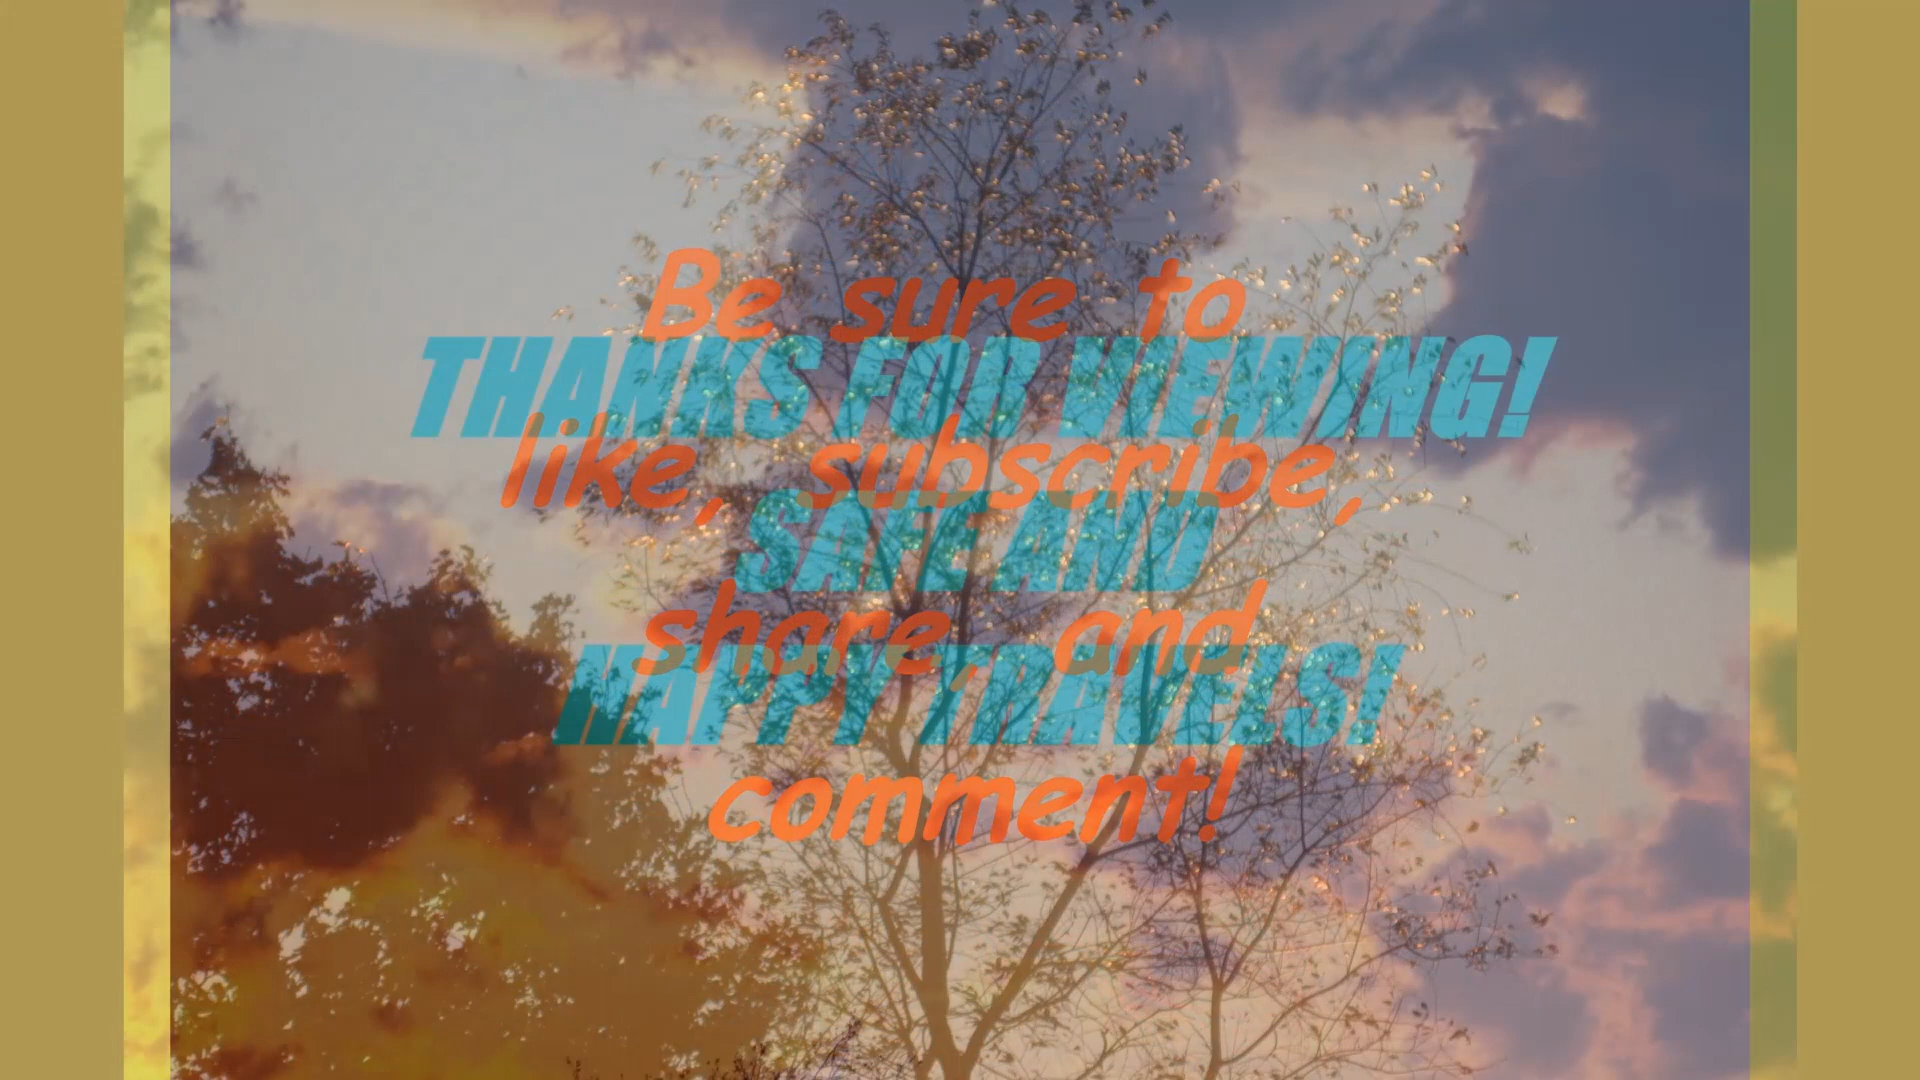 Be sure to
THANKS FOR VIEWING!
like, subscribe,
SAFE AND
share, and
HAPPY TRAVELS!
comment!